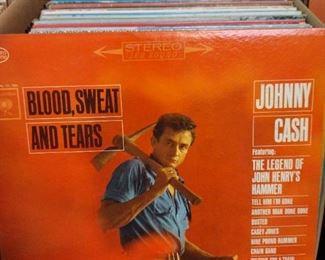 STEREO
BLOOD, SWEAT
AND TEARS
JOHNNY
CASH
Featuring:
THE LEGEND OF
JOHN HENRY'S
HAMMER
TELL HIM I'M GONE
ANOTHER MAN DONE GONE
BUSTED
CASEY JONES
NINE POUND HAMMER
CHAIN GANG